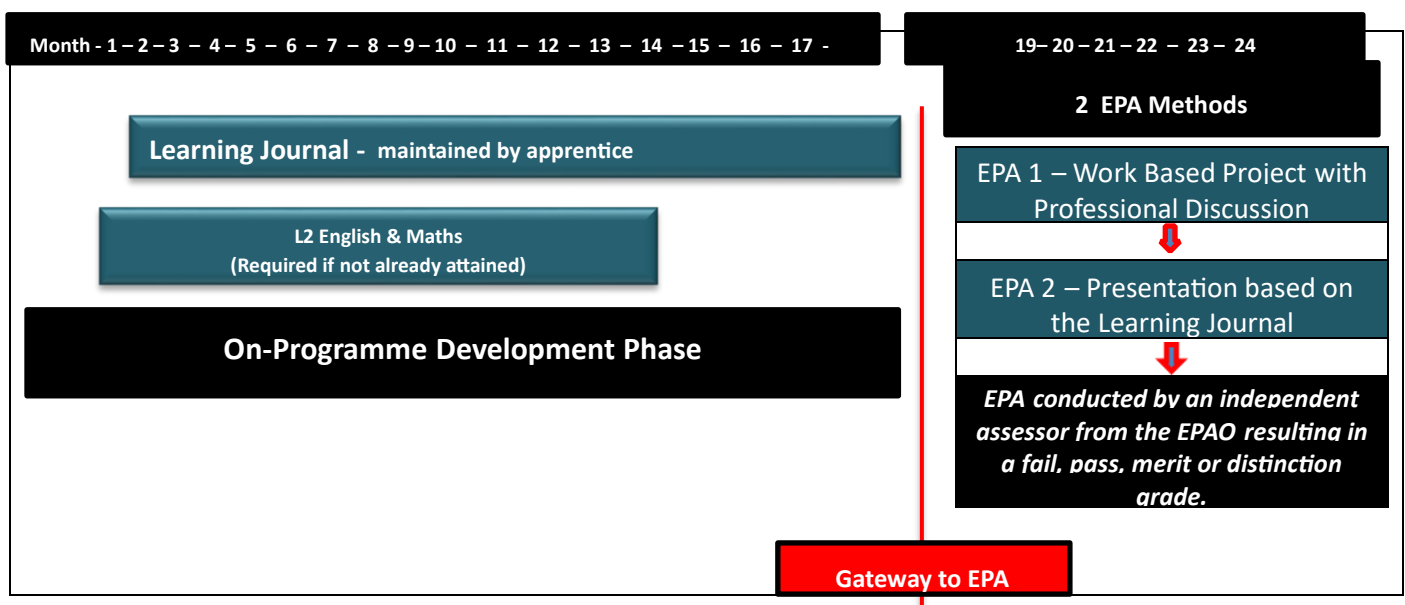 Month - 1 – 2 – 3 – 4 – 5 – 6 – 7 – 8 – 9 – 10 – 11 – 12 – 13 – 14 – 15 – 16 – 17 -
19– 20 – 21 – 22 – 23 – 24
2 EPA Methods
Learning Journal - maintained by apprentice
EPA 1 – Work Based Project with
Professional Discussion
L2 English & Maths
(Required if not already attained)
EPA 2 – Presentation based on
the Learning Journal
On-Programme Development Phase
EPA conducted by an independent
assessor from the EPAO resulting in
a fail, pass, merit or distinction
grade.
Gateway to EPA